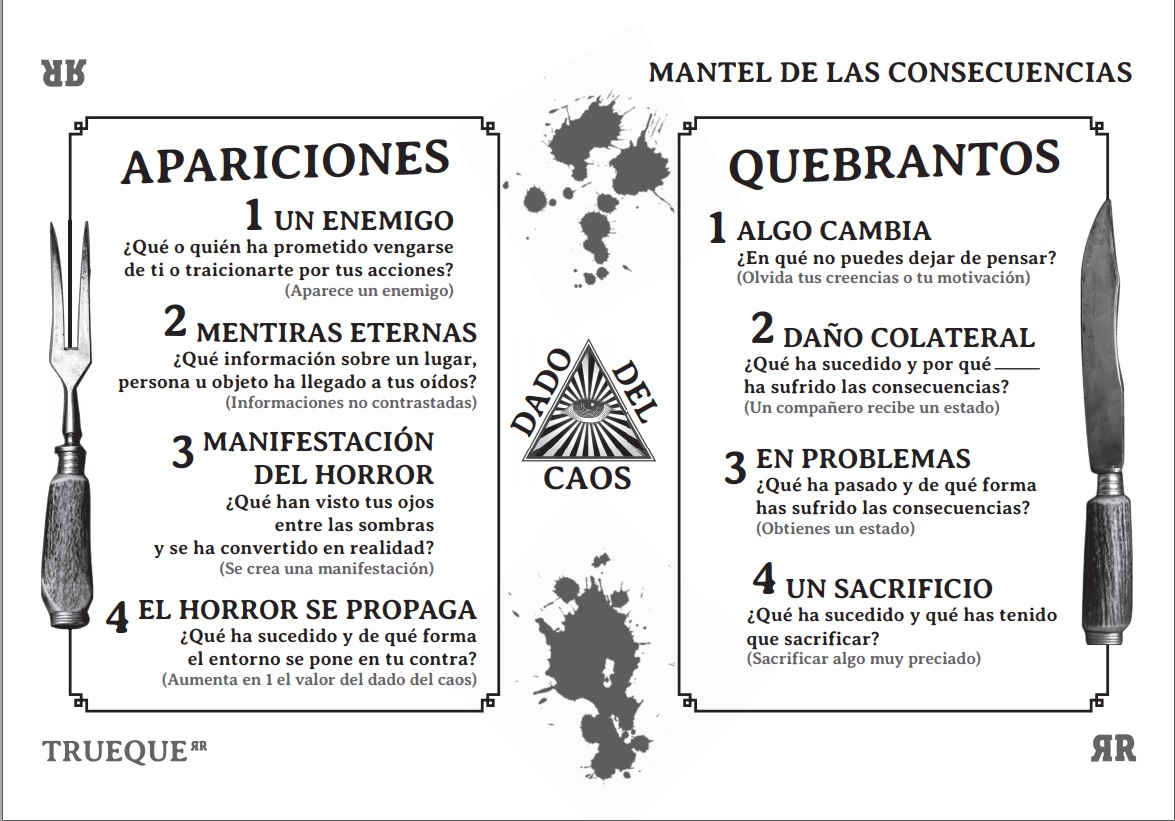 ЯR
MANTEL DE LAS CONSECUENCIAS
APARICIONES
1 UN ENEMIGO
¿Qué o quién ha prometido vengarse
de ti o traicionarte por tus acciones?
(Aparece un enemigo)
2 MENTIRAS ETERNAS
¿Qué información sobre un lugar,
persona u objeto ha llegado a tus oídos?
(Informaciones no contrastadas)
3 MANIFESTACIÓN
DEL HORROR
¿Qué han visto tus ojos
entre las sombras
y se ha convertido en realidad?
(Se crea una manifestación)
4 EL HORROR SE PROPAGA
¿Qué ha sucedido y de qué forma
el entorno se pone en tu contra?
(Aumenta en 1 el valor del dado del caos)
DADO DEL
CAOS
QUEBRANTOS
1 ALGO CAMBIA
¿En qué no puedes dejar de pensar?
(Olvida tus creencias o tu motivación)
2 DAÑO COLATERAL
¿Qué ha sucedido y por qué ____
ha sufrido las consecuencias?
(Un compañero recibe un estado)
3 EN PROBLEMAS
¿Qué ha pasado y de qué forma
has sufrido las consecuencias?
(Obtienes un estado)
4 UN SACRIFICIO
¿Qué ha sucedido y qué has tenido
que sacrificar?
(Sacrificar algo muy preciado)
TRUEQUE ЯR
ЯR